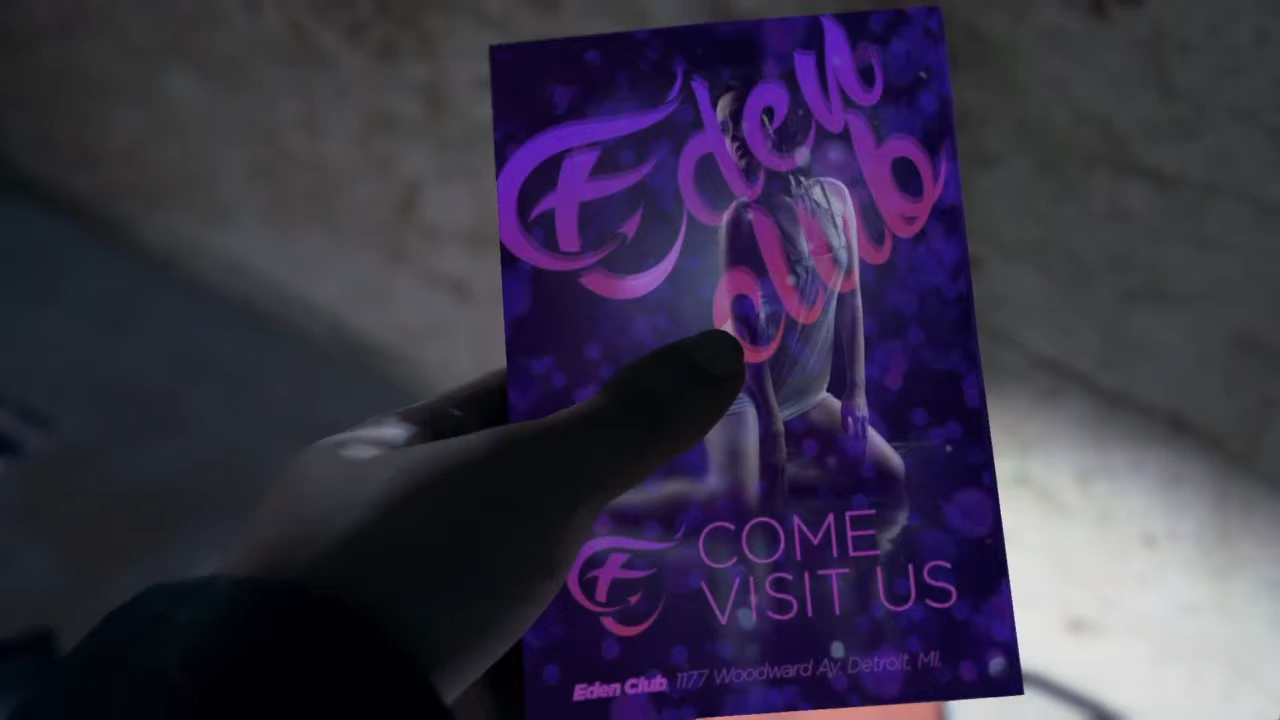 Eden
club
COME
VISIT US
Eden Club 1177 Woodward Av. Detroit, MI.